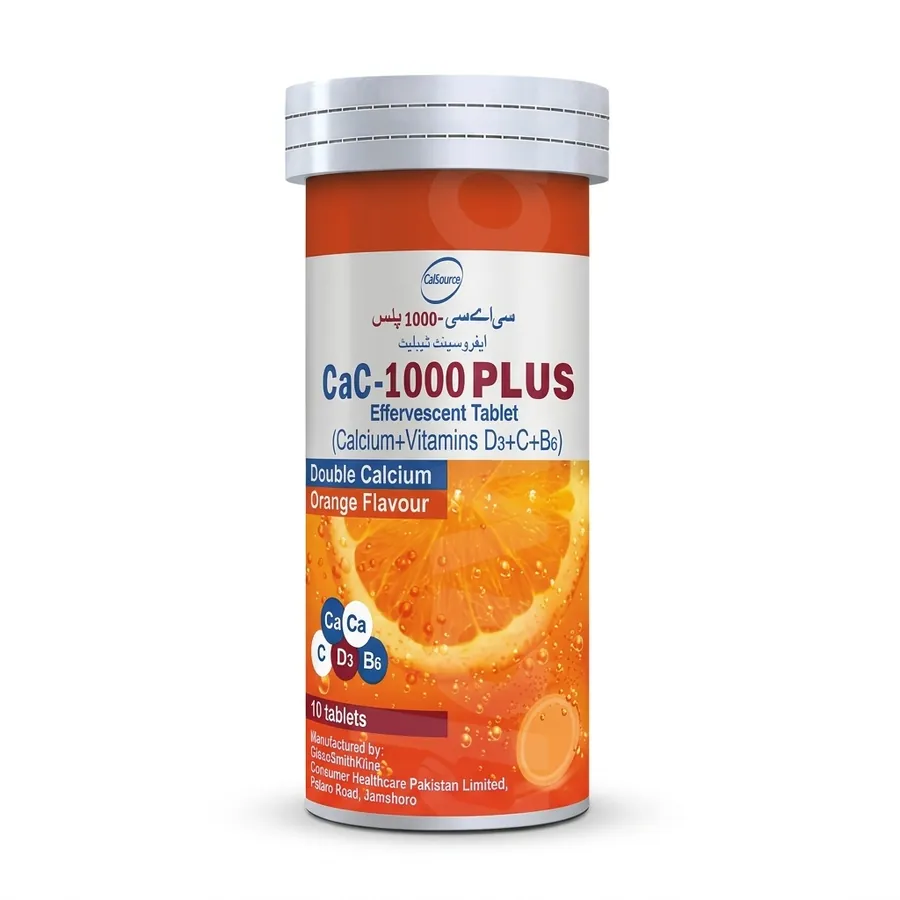 CalSource
سی اے سی-1000 پلس
ایفروسینٹ ٹیبلیٹ
CaC-1000 PLUS
Effervescent Tablet
(Calcium+Vitamins D3+C+B6)
Double Calcium
Orange Flavour
Ca Ca
C D3 B6
10 tablets
Manufactured by:
GlaxoSmithKline
Consumer Healthcare Pakistan Limited,
Pstaro Road, Jamshoro